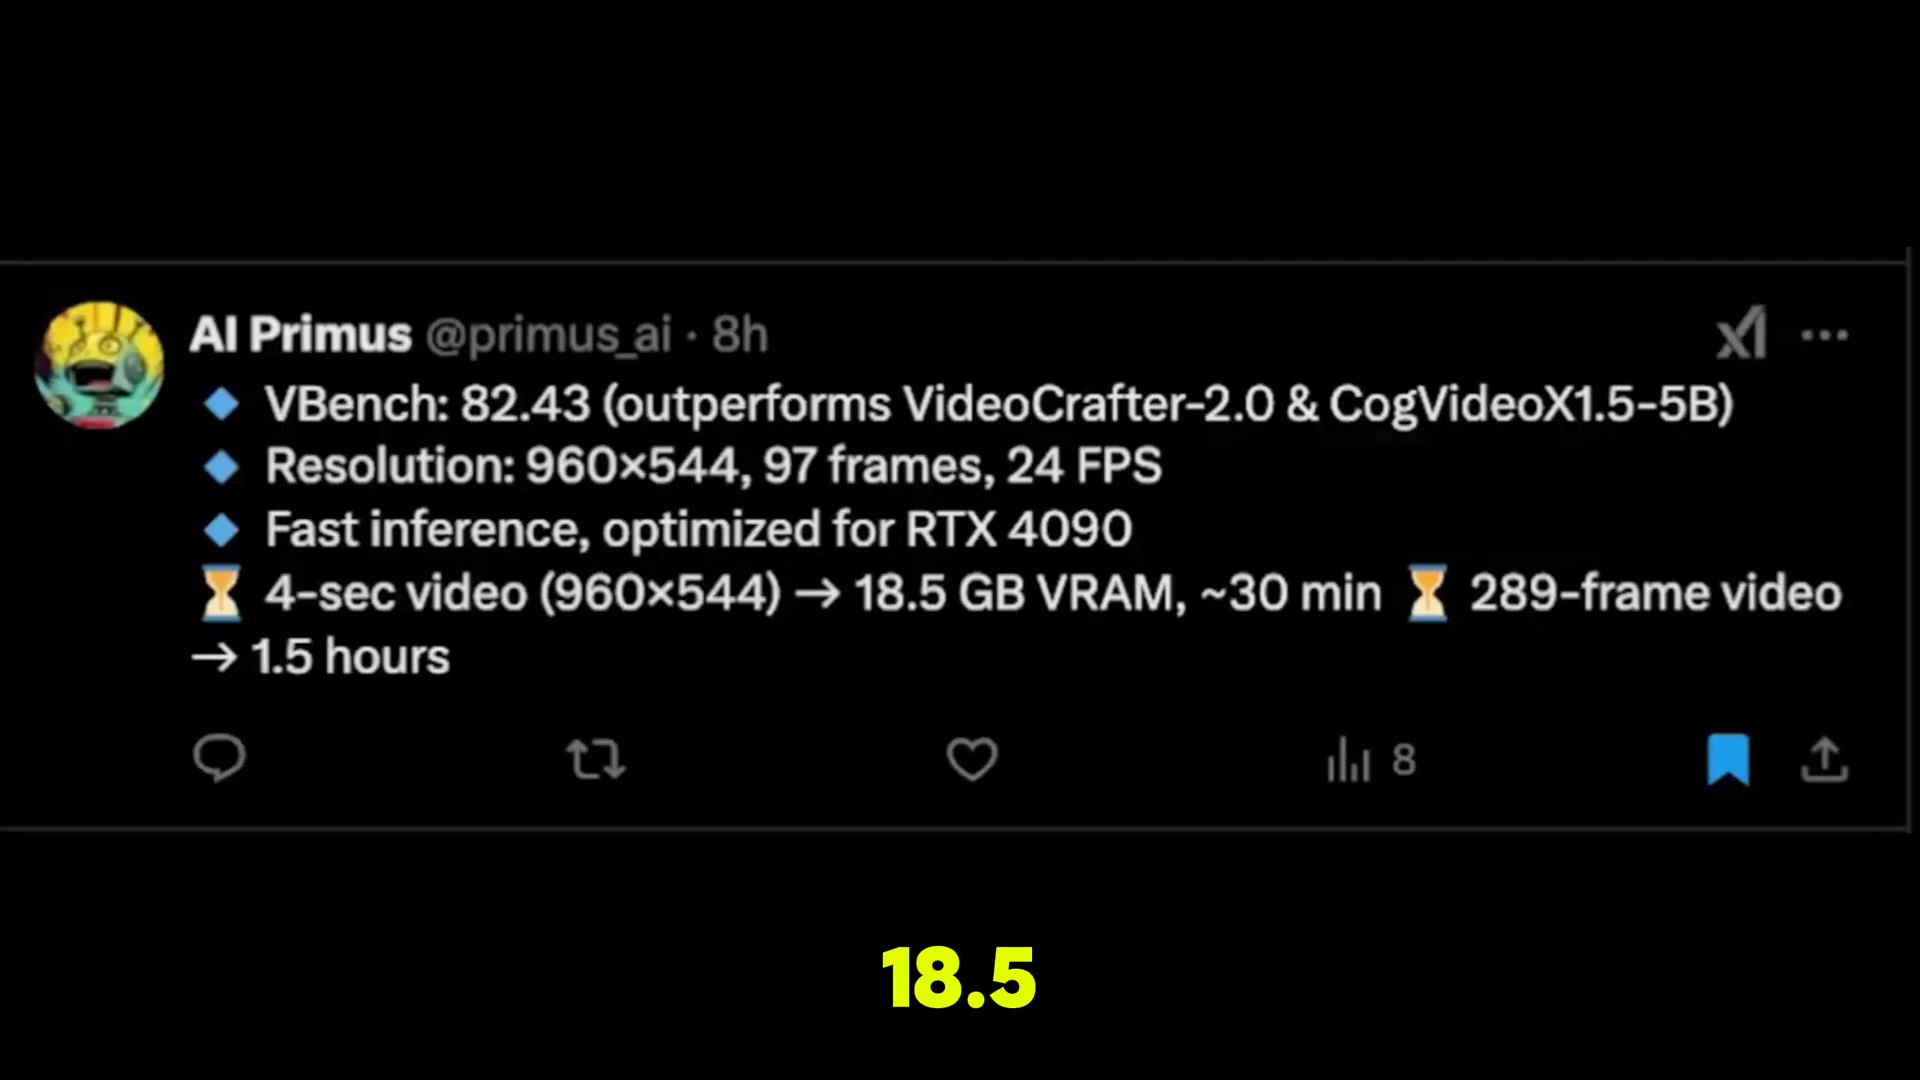 AI Primus @primus_ai · 8h
🔹 VBench: 82.43 (outperforms VideoCrafter-2.0 & CogVideoX1.5-5B)
🔹 Resolution: 960×544, 97 frames, 24 FPS
🔹 Fast inference, optimized for RTX 4090
⏳ 4-sec video (960×544) → 18.5 GB VRAM, ~30 min ⏳ 289-frame video
→ 1.5 hours
8
18.5